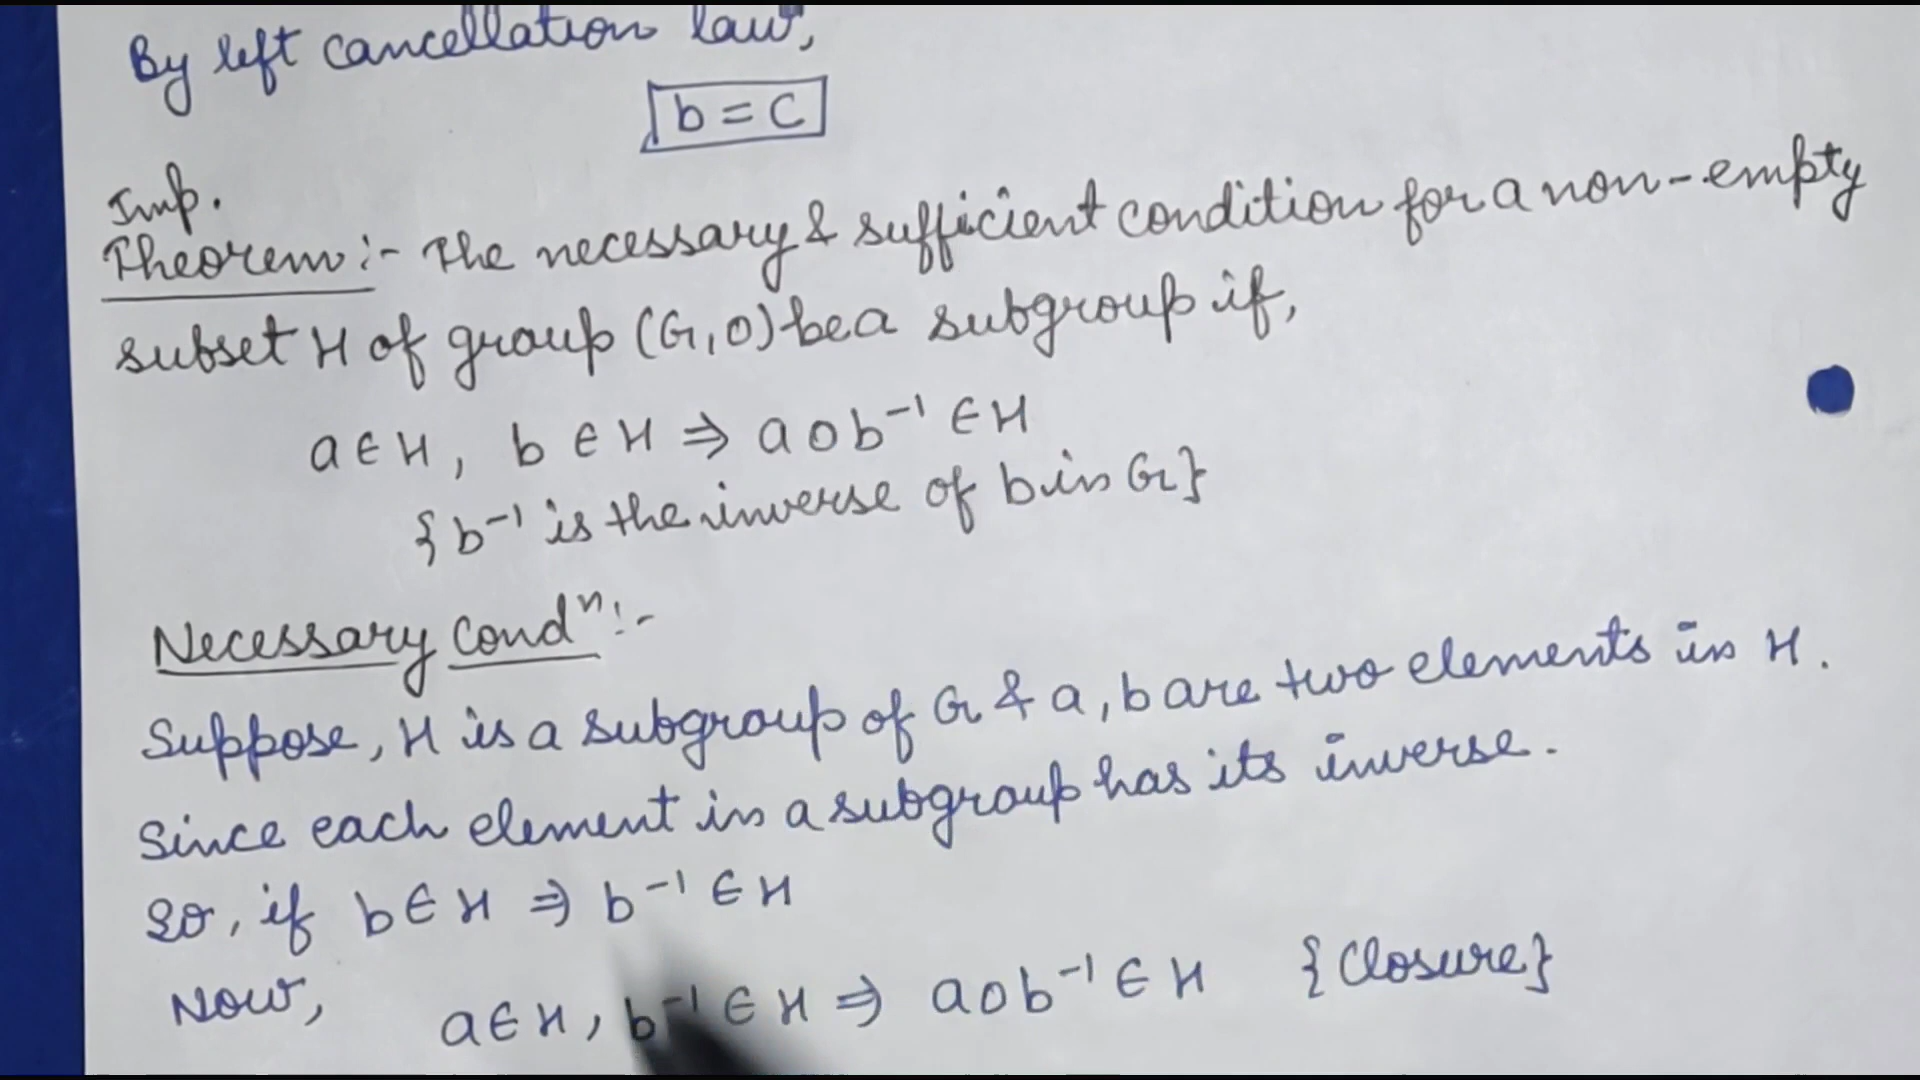 By left cancellation law,
b = c
Imp.
Theorem :- The necessary & sufficient condition for a non-empty
subset H of group (G, o) be a subgroup if,
a ∈ H, b ∈ H ⇒ a o b⁻¹ ∈ H
{b⁻¹ is the inverse of b in G}
Necessary Condⁿ :-
Suppose, H is a subgroup of G & a, b are two elements in H.
Since each element in a subgroup has its inverse.
So, if b ∈ H ⇒ b⁻¹ ∈ H
Now, a ∈ H, b⁻¹ ∈ H ⇒ a o b⁻¹ ∈ H {Closure}